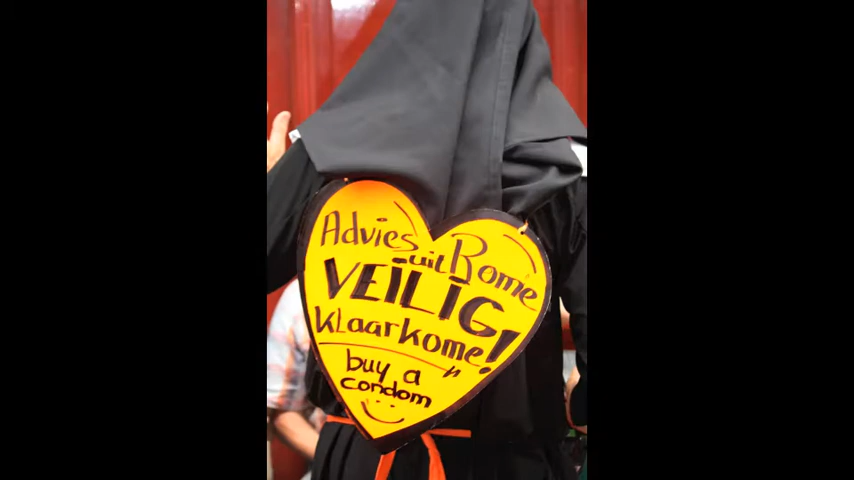 Advies
uit Rome
VEILIG
Klaarkome!
buy a
condom